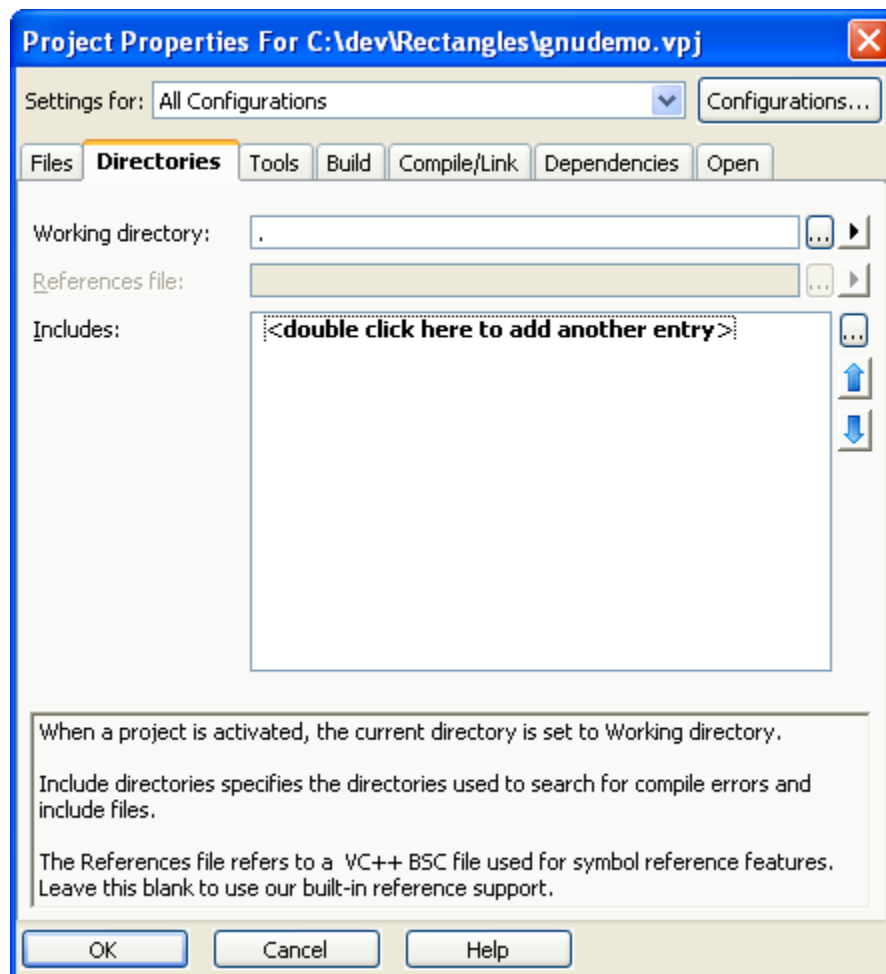 Project Properties For C:\dev\Rectangles\gnudemo.vpj
Settings for: All Configurations Configurations...
Files Directories Tools Build Compile/Link Dependencies Open
Working directory: . ...
References file: ...
Includes: <double click here to add another entry> ...
When a project is activated, the current directory is set to Working directory.
Include directories specifies the directories used to search for compile errors and
include files.
The References file refers to a  VC++ BSC file used for symbol reference features.
Leave this blank to use our built-in reference support.
OK Cancel Help